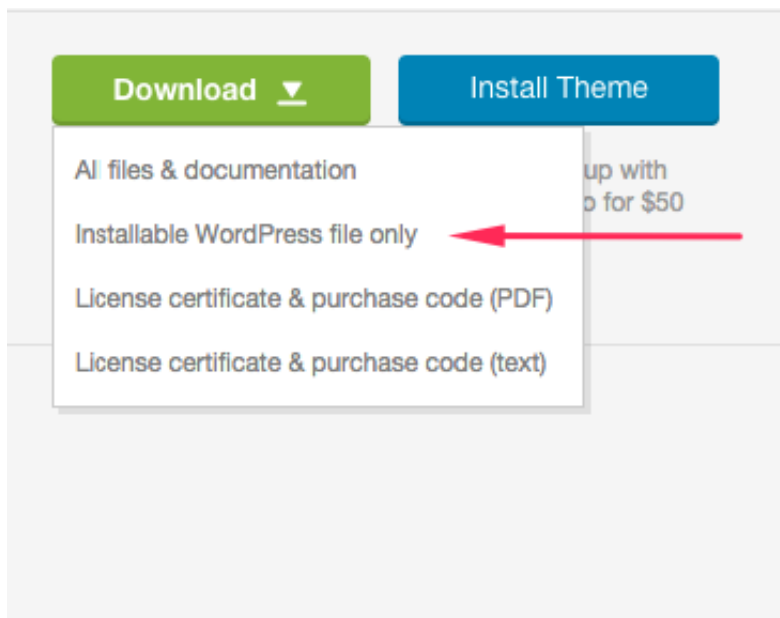 Download
Install Theme
All files & documentation
up with
Installable WordPress file only
o for $50
License certificate & purchase code (PDF)
License certificate & purchase code (text)